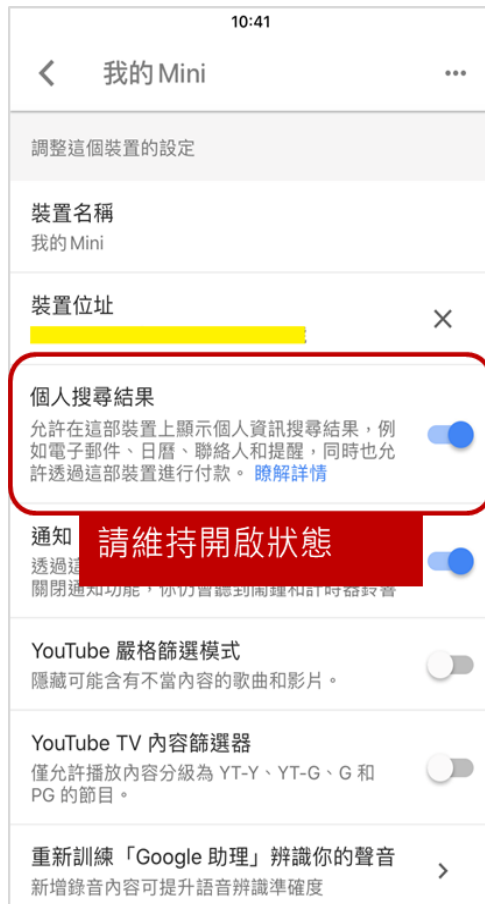 10:41
我的 Mini
調整這個裝置的設定
裝置名稱
我的 Mini
裝置位址
個人搜尋結果
允許在這部裝置上顯示個人資訊搜尋結果，例
如電子郵件、日曆、聯絡人和提醒，同時也允
許透過這部裝置進行付款。 瞭解詳情
通知
請維持開啟狀態
透過這
關閉通知功能，你仍會聽到鬧鐘和計時器鈴聲
YouTube 嚴格篩選模式
隱藏可能含有不當內容的歌曲和影片。
YouTube TV 內容篩選器
僅允許播放內容分級為 YT-Y、YT-G、G 和
PG 的節目。
重新訓練「Google 助理」辨識你的聲音
新增錄音內容可提升語音辨識準確度